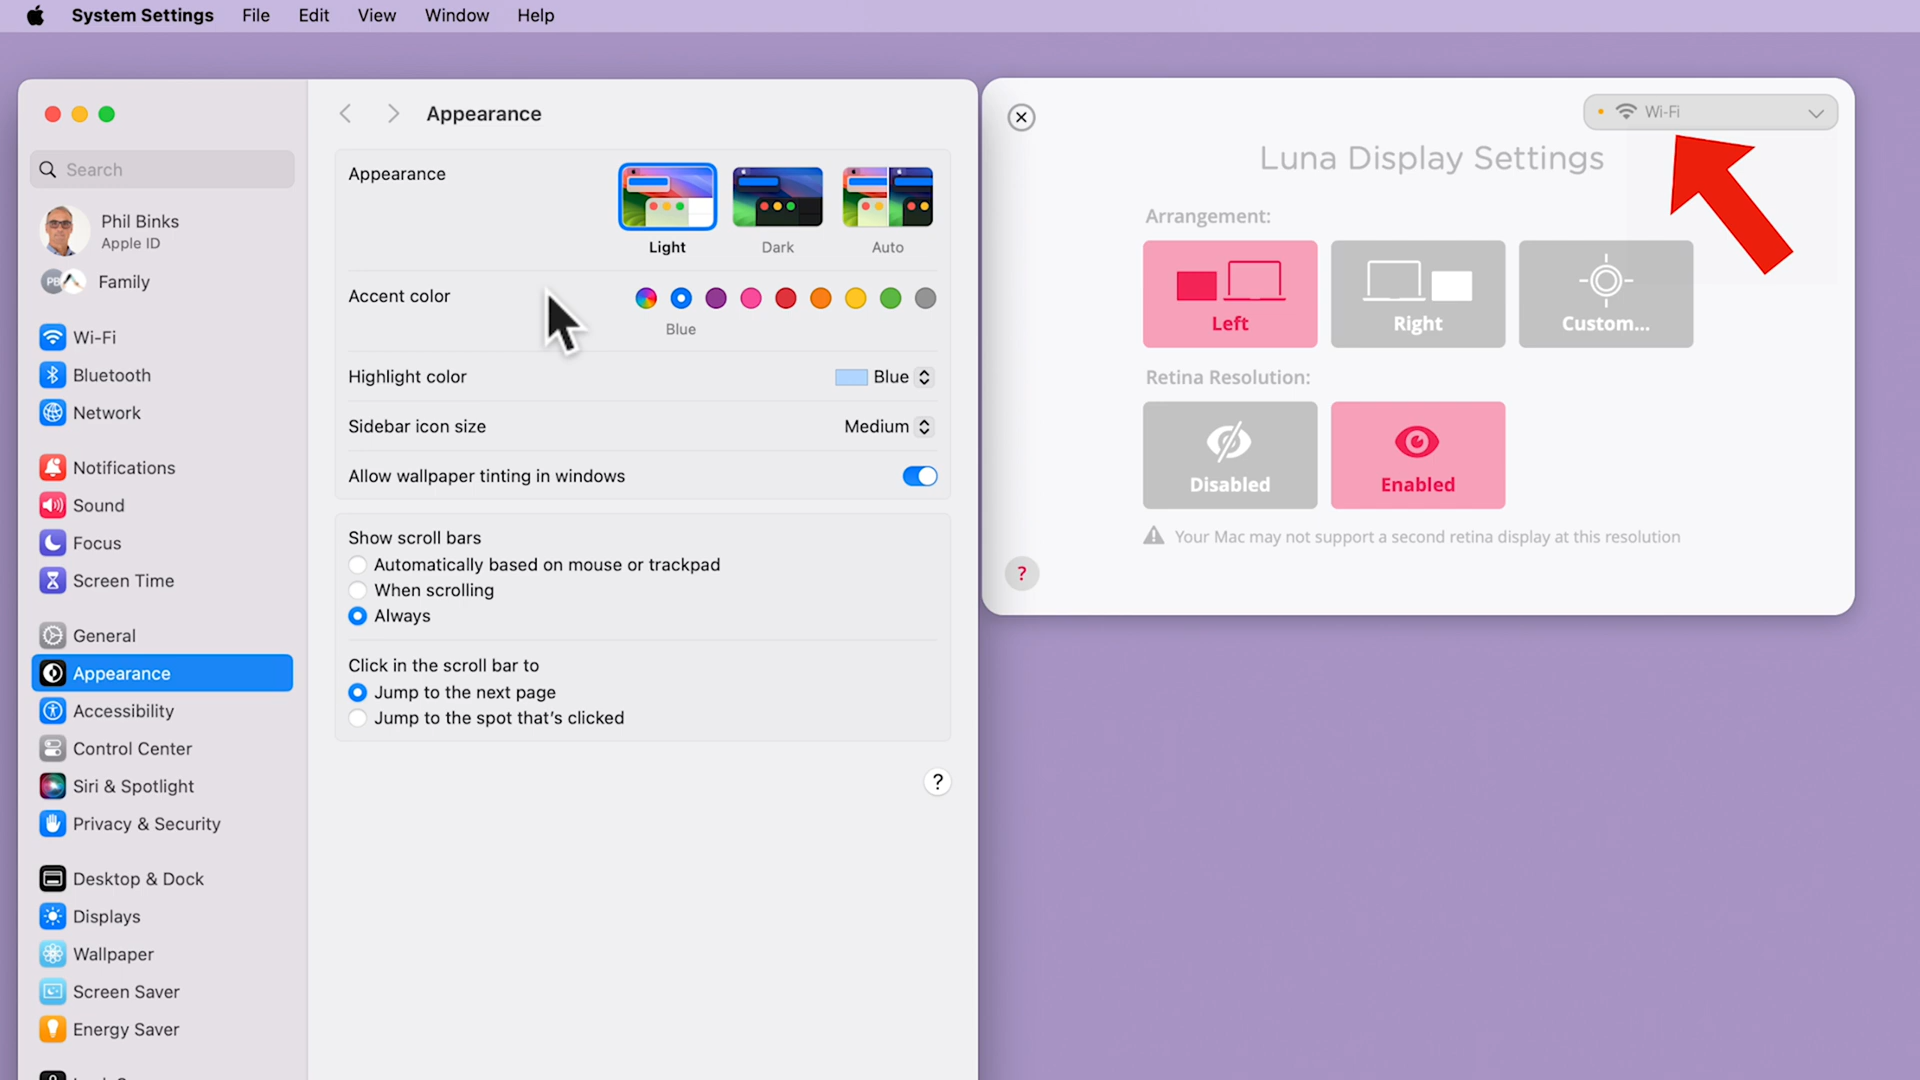 System Settings File Edit View Window Help
Search
Phil Binks
Apple ID
PB
Family
Wi-Fi
Bluetooth
Network
Notifications
Sound
Focus
Screen Time
General
Appearance
Accessibility
Control Center
Siri & Spotlight
Privacy & Security
Desktop & Dock
Displays
Wallpaper
Screen Saver
Energy Saver
Appearance
Appearance
Light Dark Auto
Accent color
Blue
Highlight color Blue
Sidebar icon size Medium
Allow wallpaper tinting in windows
Show scroll bars
Automatically based on mouse or trackpad
When scrolling
Always
Click in the scroll bar to
Jump to the next page
Jump to the spot that's clicked
?
Wi-Fi
Luna Display Settings
Arrangement:
Left Right Custom...
Retina Resolution:
Disabled Enabled
Your Mac may not support a second retina display at this resolution
?